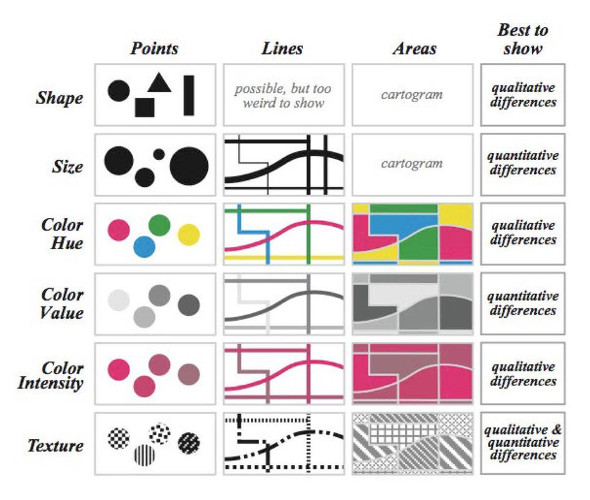 Points Lines Areas Best to
show
Shape
possible, but too
weird to show
cartogram
qualitative
differences
Size
cartogram
quantitative
differences
Color
Hue
qualitative
differences
Color
Value
quantitative
differences
Color
Intensity
qualitative
differences
Texture
qualitative &
quantitative
differences